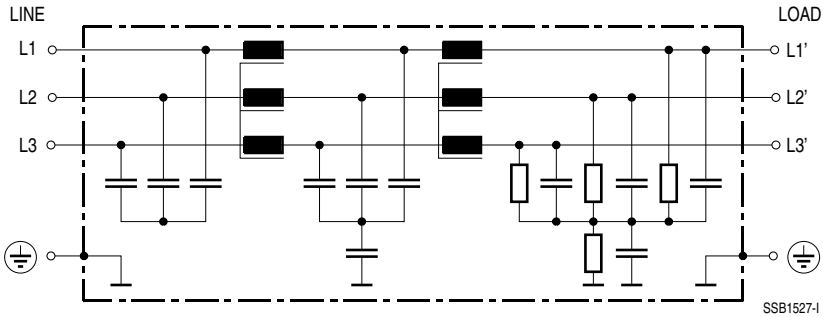 LINE LOAD
L1 L1'
L2 L2'
L3 L3'
SSB1527-I